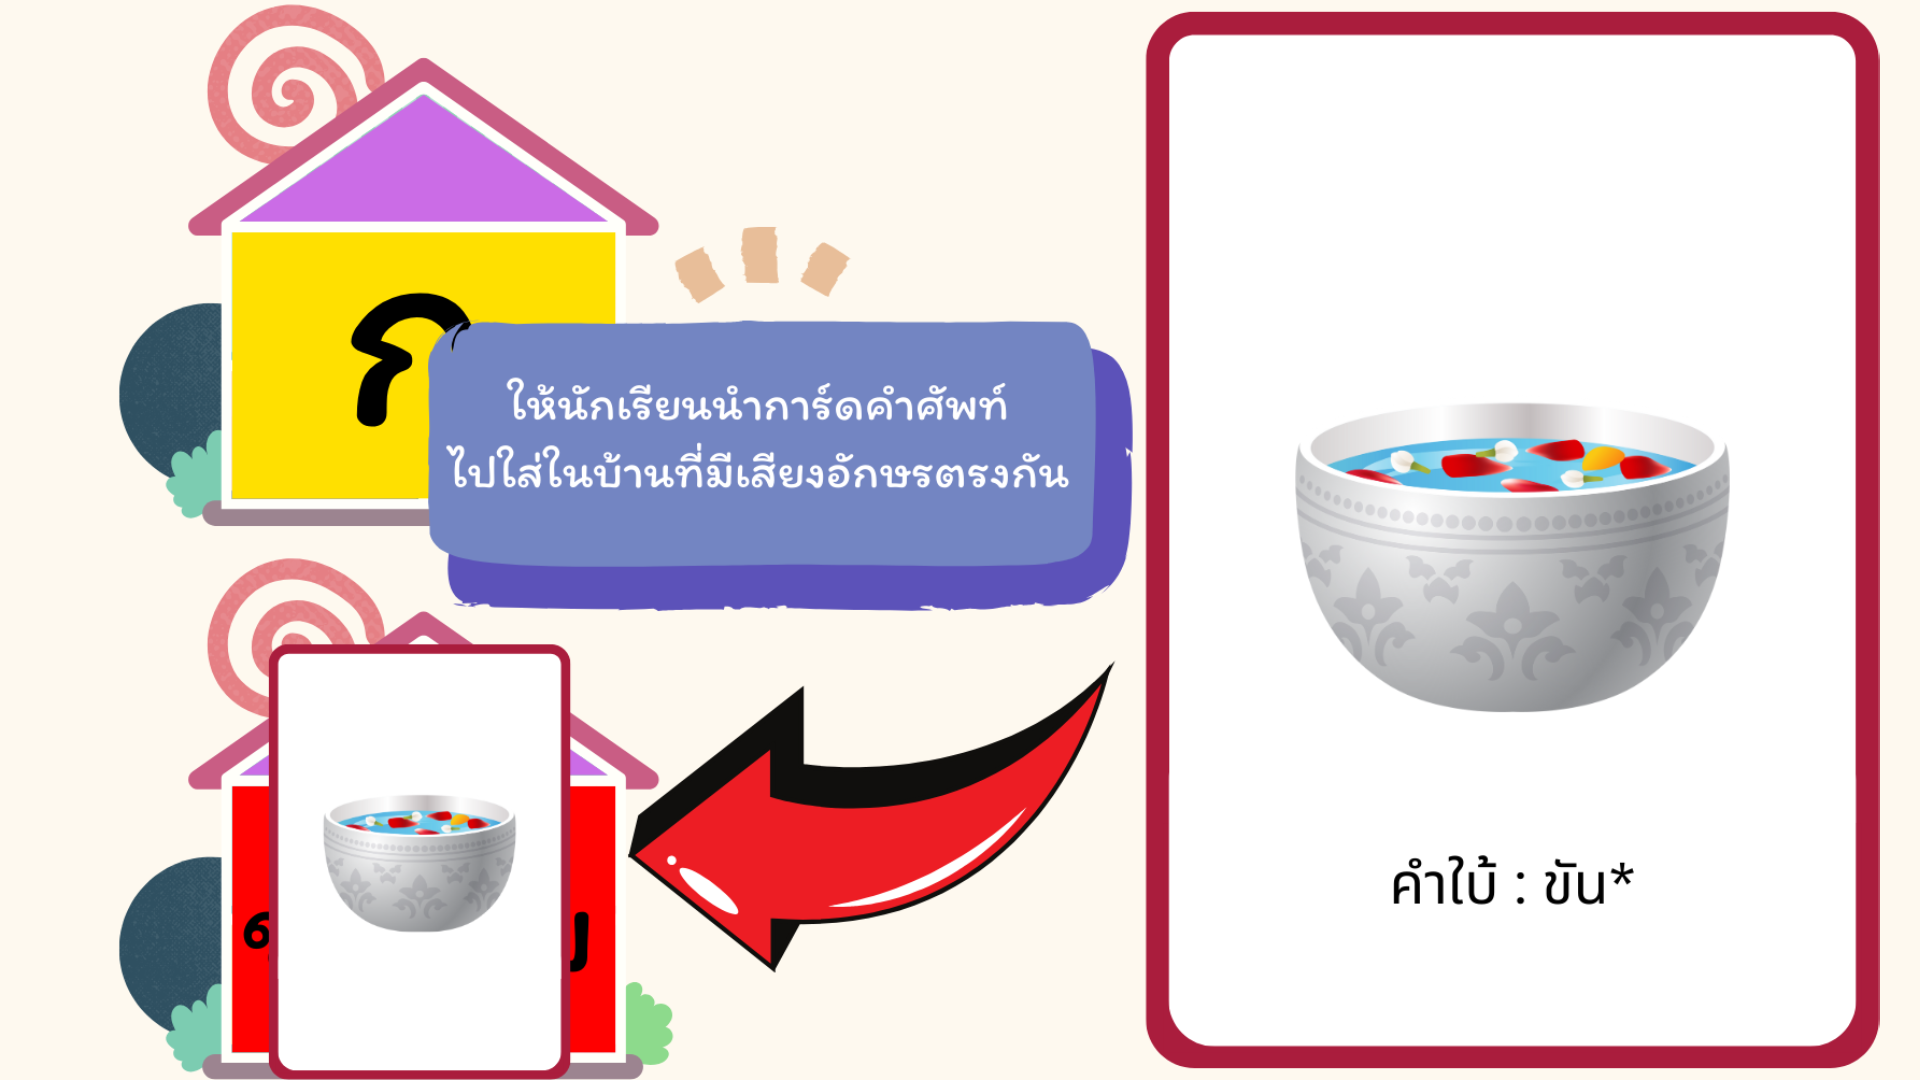 ก
ให้นักเรียนนำการ์ดคำศัพท์
ไปใส่ในบ้านที่มีเสียงอักษรตรงกัน
คำใบ้ : ขัน*